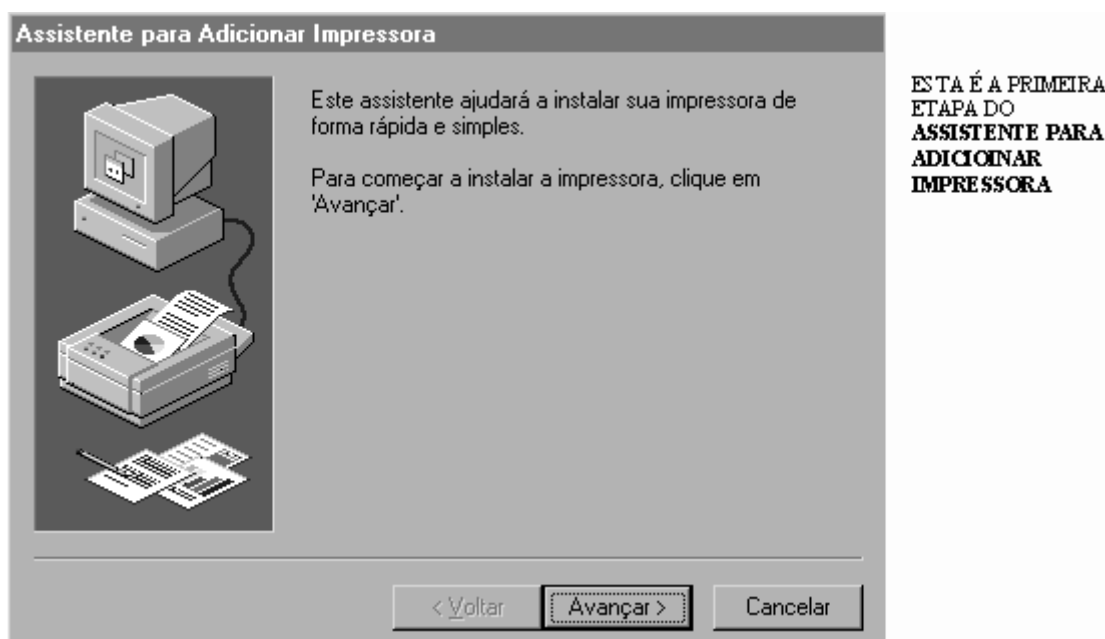 Assistente para Adicionar Impressora
Este assistente ajudará a instalar sua impressora de
forma rápida e simples.
Para começar a instalar a impressora, clique em
'Avançar'.
< Voltar
Avançar >
Cancelar
ESTA É A PRIMEIRA
ETAPA DO
ASSISTENTE PARA
ADICIOINAR
IMPRESSORA